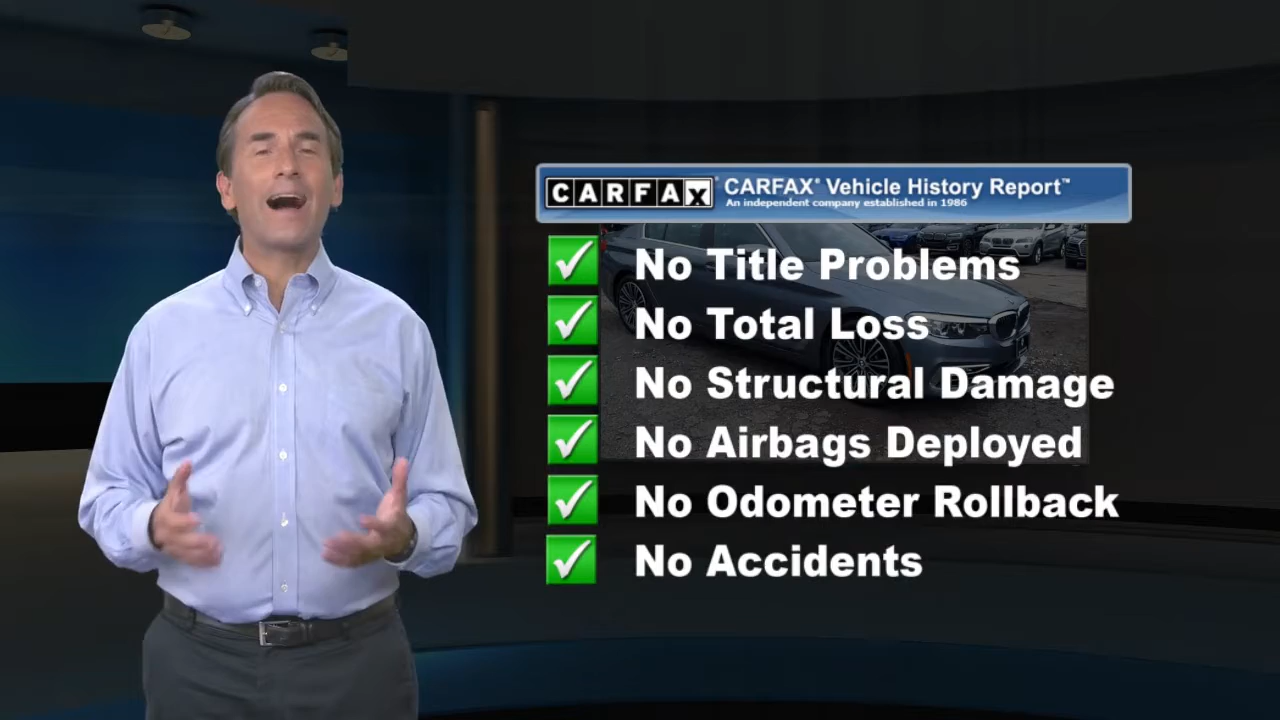 CARFAX® CARFAX® Vehicle History Report™
An independent company established in 1986
No Title Problems
No Total Loss
No Structural Damage
No Airbags Deployed
No Odometer Rollback
No Accidents